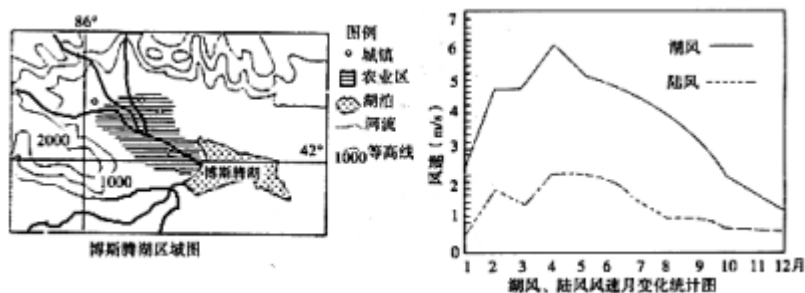 86°
图例
城镇
农业区
湖泊
河流
1000 等高线
2000
1000
42°
博斯腾湖
博斯腾湖区域图
7
6
5
4
3
2
1
0
风速（m/s）
湖风
陆风
1 2 3 4 5 6 7 8 9 10 11 12月
湖风、陆风风速月变化统计图